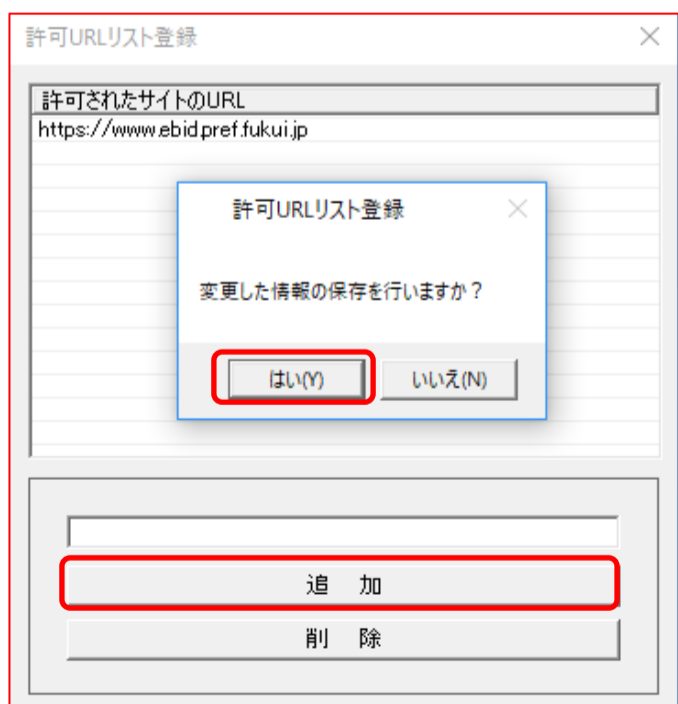 許可URLリスト登録
許可されたサイトのURL
https://www.ebid.pref.fukui.jp
許可URLリスト登録
変更した情報の保存を行いますか?
はい(Y) いいえ(N)
追 加
削 除